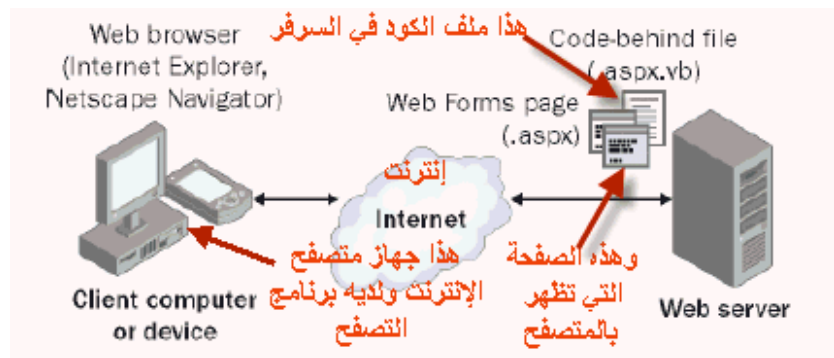 Web browser
(Internet Explorer,
Netscape Navigator)
هذا ملف الكود في السرفر
Code-behind file
(.aspx.vb)
Web Forms page
(.aspx)
إنترنت
Internet
هذا جهاز متصفح
الإنترنت ولديه برنامج
التصفح
وهذه الصفحة
التي تظهر
بالمتصفح
Client computer
or device
Web server